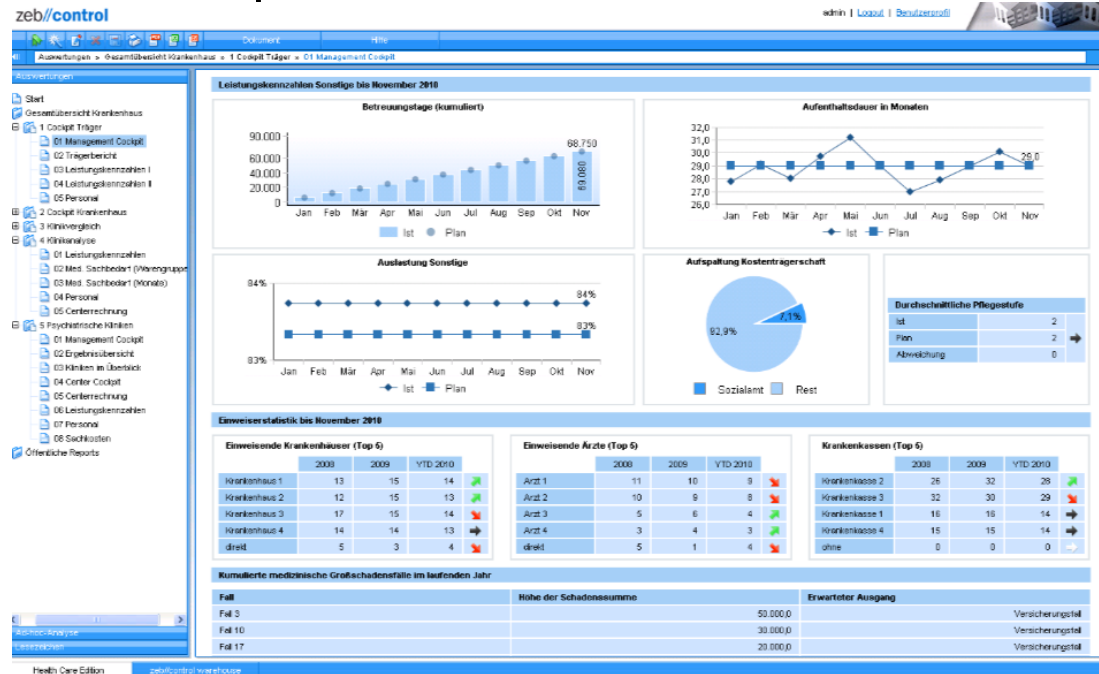 zeb//control
admin | Logout | Benutzerprofil
Dokument Hilfe
Auswertungen » Gesamtübersicht Krankenhaus » 1 Cockpit Träger » 01 Management Cockpit
Auswertungen
Start
Gesamtübersicht Krankenhaus
1 Cockpit Träger
01 Management Cockpit
02 Trägerbericht
03 Leistungskennzahlen I
04 Leistungskennzahlen II
05 Personal
2 Cockpit Krankenhaus
3 Klinikvergleich
4 Klinikanalyse
01 Leistungskennzahlen
02 Med. Sachbedarf (Warengruppe
03 Med. Sachbedarf (Monate)
04 Personal
05 Centerrechnung
5 Psychiatrische Kliniken
01 Management Cockpit
02 Ergebnisübersicht
03 Kliniken im Überblick
04 Center Cockpit
05 Centerrechnung
06 Leistungskennzahlen
07 Personal
08 Sachkosten
Öffentliche Reports
Ad-hoc-Analyse
Lesezeichen
Leistungskennzahlen Sonstige bis November 2010
Betreuungstage (kumuliert)
90.000
60.000
40.000
20.000
0
68.750
69.080
Jan Feb Mär Apr Mai Jun Jul Aug Sep Okt Nov
Ist Plan
Aufenthaltsdauer in Monaten
32,0
31,0
30,0
29,0
28,0
27,0
26,0
29,0
Jan Feb Mär Apr Mai Jun Jul Aug Sep Okt Nov
Ist Plan
Auslastung Sonstige
84%
84%
83%
83%
Jan Feb Mär Apr Mai Jun Jul Aug Sep Okt Nov
Ist Plan
Aufspaltung Kostenträgerschaft
7,1%
92,9%
Sozialamt Rest
Durchschnittliche Pflegestufe
Ist 2
Plan 2
Abweichung 0
Einweiserstatistik bis November 2010
Einweisende Krankenhäuser (Top 5)
2008 2009 YTD 2010
Krankenhaus 1 13 15 14
Krankenhaus 2 12 15 13
Krankenhaus 3 17 15 14
Krankenhaus 4 14 14 13
direkt 5 3 4
Einweisende Ärzte (Top 5)
2008 2009 YTD 2010
Arzt 1 11 10 9
Arzt 2 10 9 8
Arzt 3 5 6 4
Arzt 4 3 4 3
direkt 5 1 4
Krankenkassen (Top 5)
2008 2009 YTD 2010
Krankenkasse 2 26 32 28
Krankenkasse 3 32 30 29
Krankenkasse 1 16 16 14
Krankenkasse 4 15 15 14
ohne 0 0 0
Kumulierte medizinische Großschadensfälle im laufenden Jahr
Fall Höhe der Schadenssumme Erwarteter Ausgang
Fall 3 50.000,0 Versicherungsfall
Fall 10 30.000,0 Versicherungsfall
Fall 17 20.000,0 Versicherungsfall
Health Care Edition zeb//control warehouse